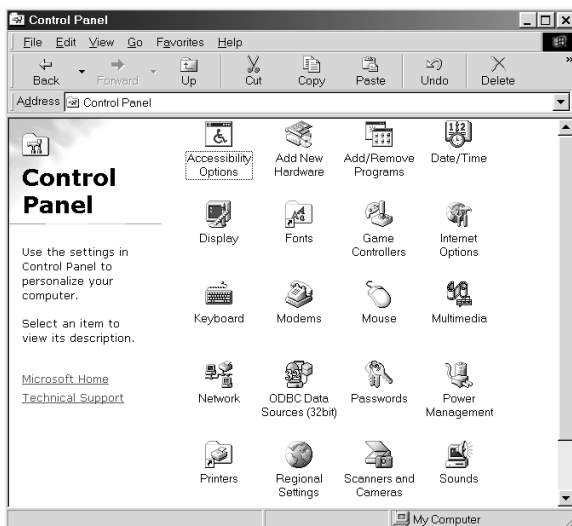 Control Panel
File Edit View Go Favorites Help
Back Forward Up Cut Copy Paste Undo Delete »
Address Control Panel
Control
Panel
Use the settings in
Control Panel to
personalize your
computer.
Select an item to
view its description.
Microsoft Home
Technical Support
Accessibility
Options
Add New
Hardware
Add/Remove
Programs
Date/Time
Display
Fonts
Game
Controllers
Internet
Options
Keyboard
Modems
Mouse
Multimedia
Network
ODBC Data
Sources (32bit)
Passwords
Power
Management
Printers
Regional
Settings
Scanners and
Cameras
Sounds
My Computer